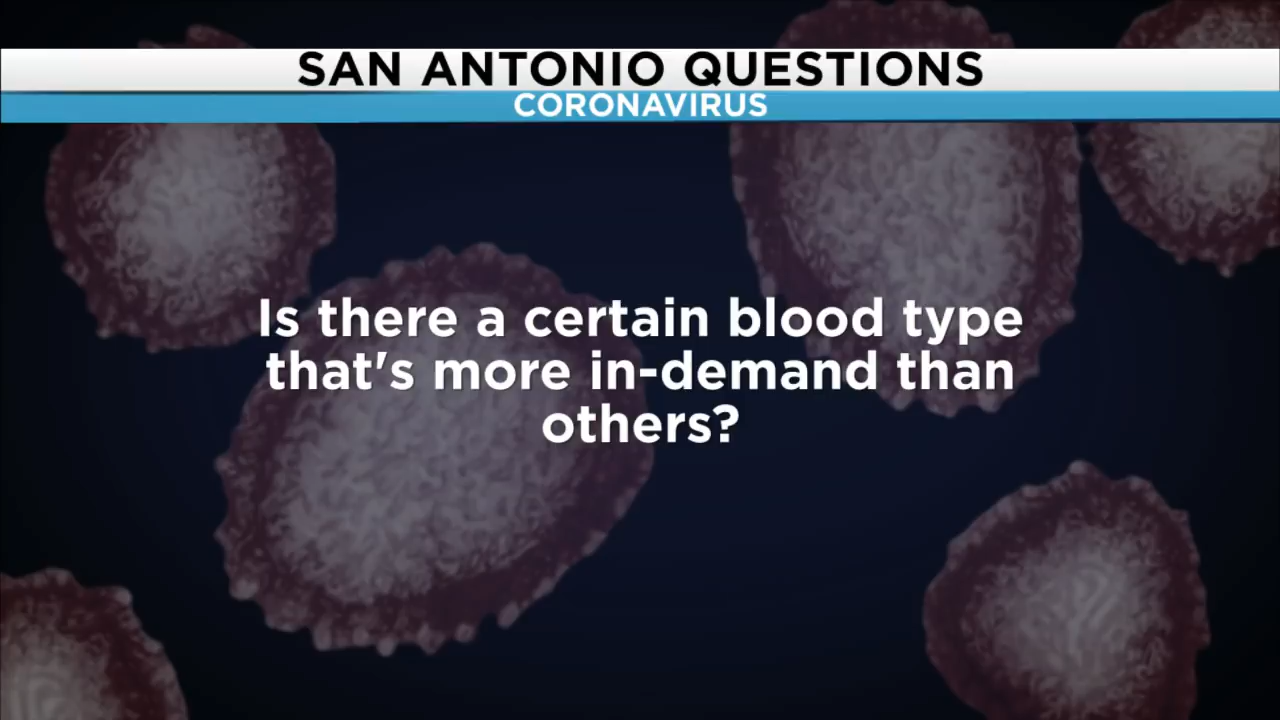 SAN ANTONIO QUESTIONS
CORONAVIRUS
Is there a certain blood type
that's more in-demand than
others?